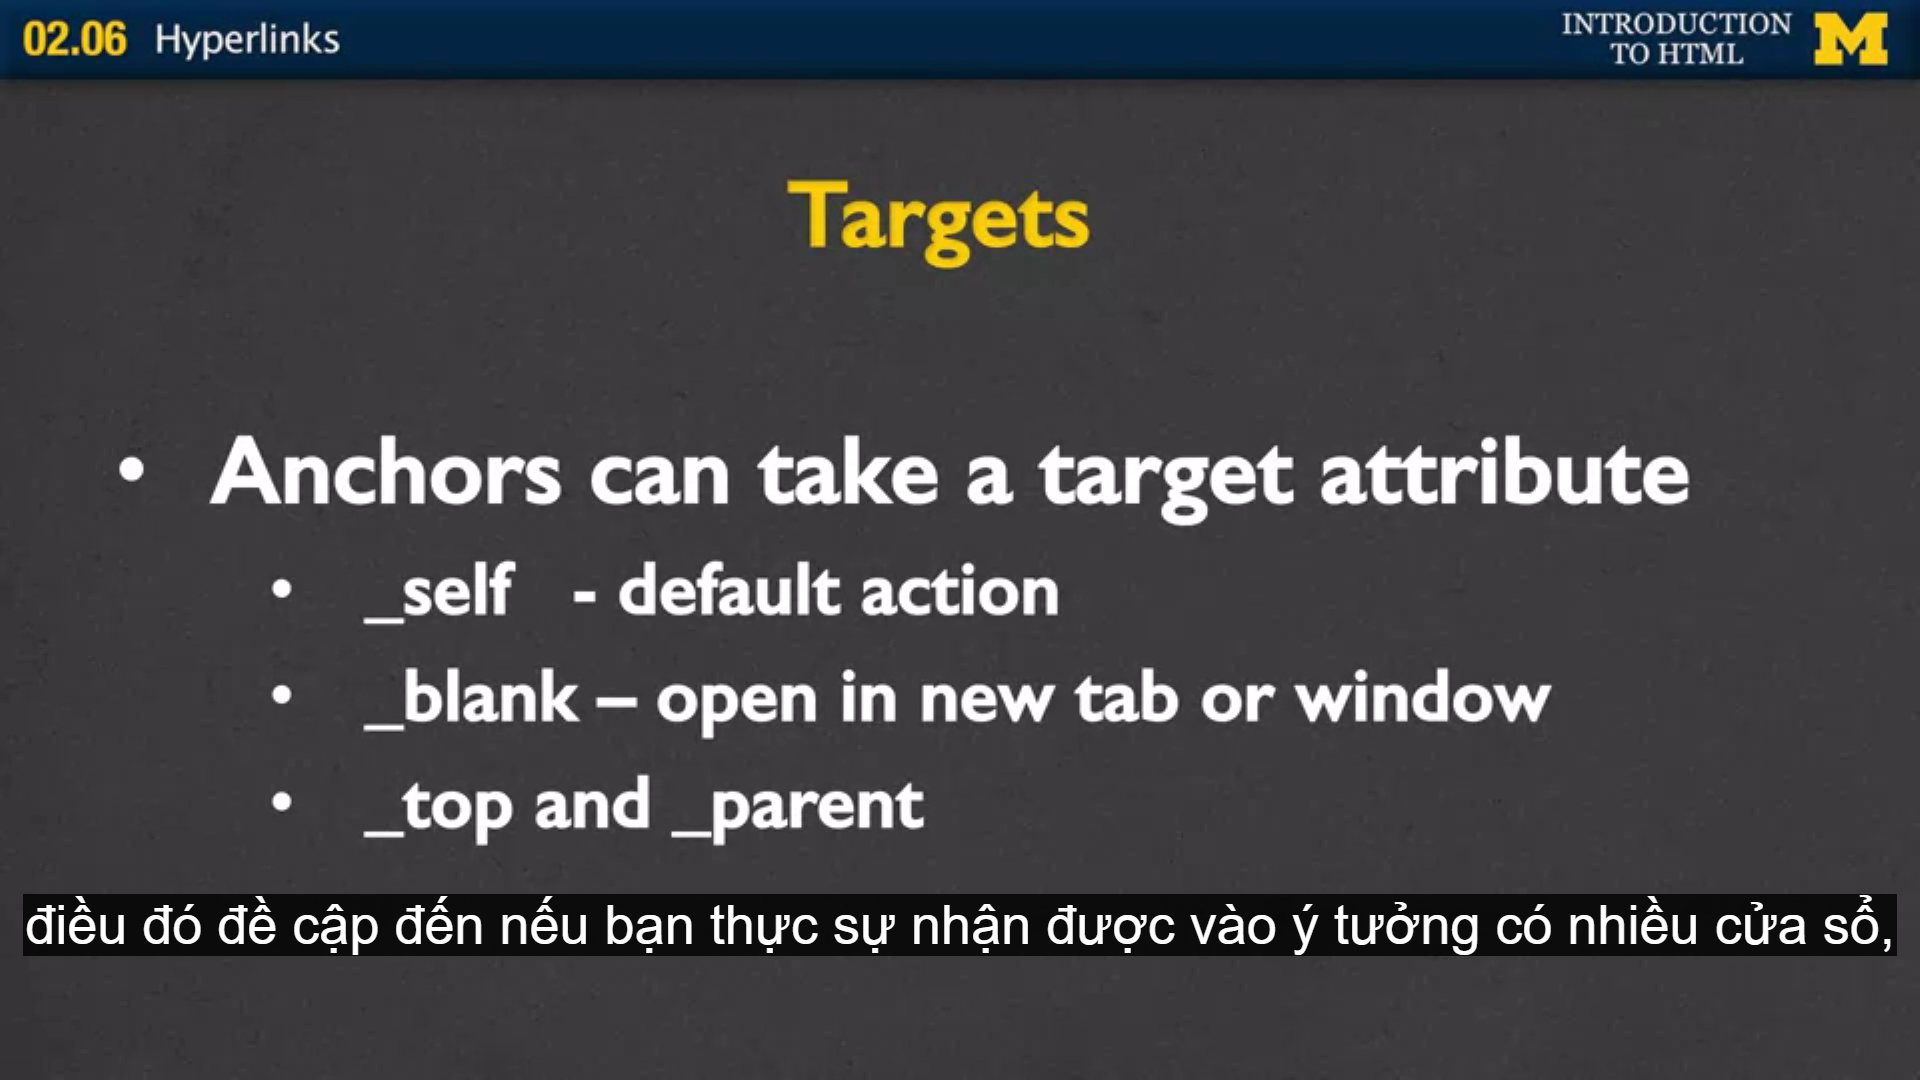 02.06 Hyperlinks
INTRODUCTION
TO HTML
M
Targets
• Anchors can take a target attribute
• _self - default action
• _blank – open in new tab or window
• _top and _parent
điều đó đề cập đến nếu bạn thực sự nhận được vào ý tưởng có nhiều cửa sổ,